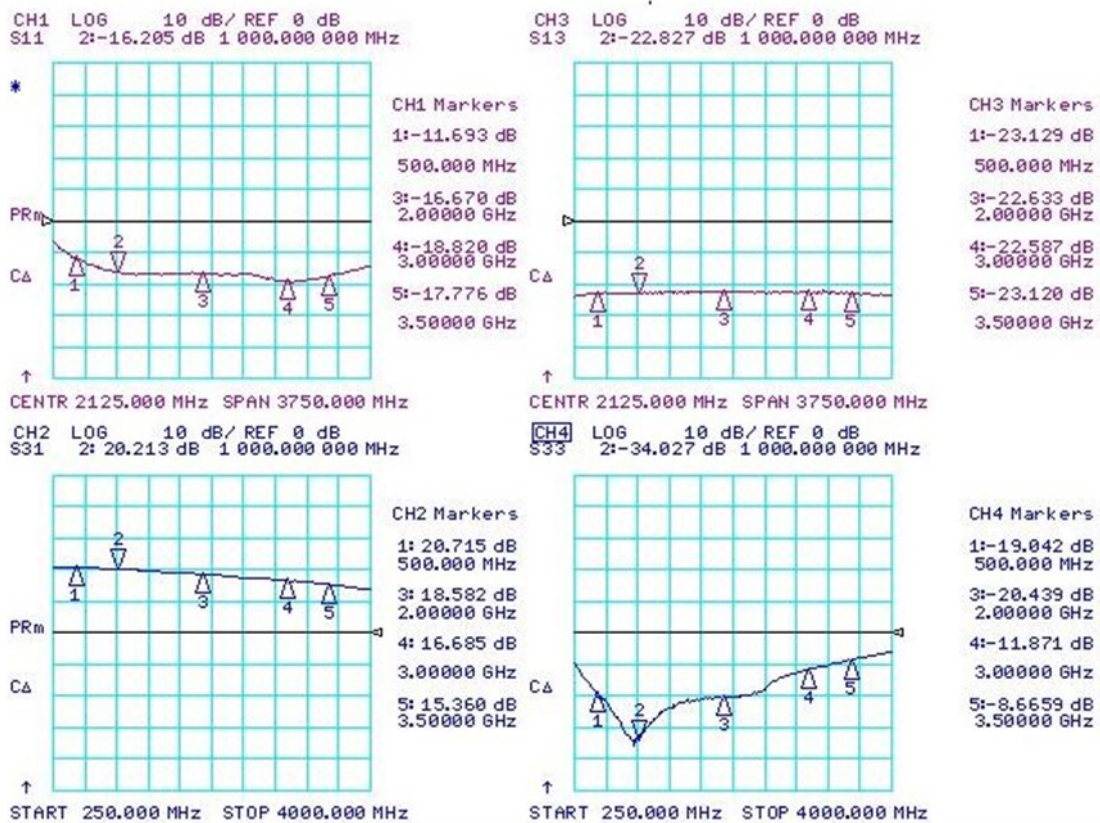 CH1 LOG 10 dB/ REF 0 dB
S11 2:-16.205 dB 1 000.000 000 MHz
*
PRm
CΔ
↑
2
1
3
4
5
CH1 Markers
1:-11.693 dB
500.000 MHz
3:-16.670 dB
2.00000 GHz
4:-18.820 dB
3.00000 GHz
5:-17.776 dB
3.50000 GHz
CENTR 2125.000 MHz SPAN 3750.000 MHz
CH3 LOG 10 dB/ REF 0 dB
S13 2:-22.827 dB 1 000.000 000 MHz
CΔ
↑
2
1
3
4
5
CH3 Markers
1:-23.129 dB
500.000 MHz
3:-22.633 dB
2.00000 GHz
4:-22.587 dB
3.00000 GHz
5:-23.120 dB
3.50000 GHz
CENTR 2125.000 MHz SPAN 3750.000 MHz
CH2 LOG 10 dB/ REF 0 dB
S31 2: 20.213 dB 1 000.000 000 MHz
PRm
CΔ
↑
2
1
3
4
5
CH2 Markers
1: 20.715 dB
500.000 MHz
3: 18.582 dB
2.00000 GHz
4: 16.685 dB
3.00000 GHz
5: 15.360 dB
3.50000 GHz
START 250.000 MHz STOP 4000.000 MHz
CH4 LOG 10 dB/ REF 0 dB
S33 2:-34.027 dB 1 000.000 000 MHz
CΔ
↑
2
1
3
4
5
CH4 Markers
1:-19.042 dB
500.000 MHz
3:-20.439 dB
2.00000 GHz
4:-11.871 dB
3.00000 GHz
5:-8.6659 dB
3.50000 GHz
START 250.000 MHz STOP 4000.000 MHz